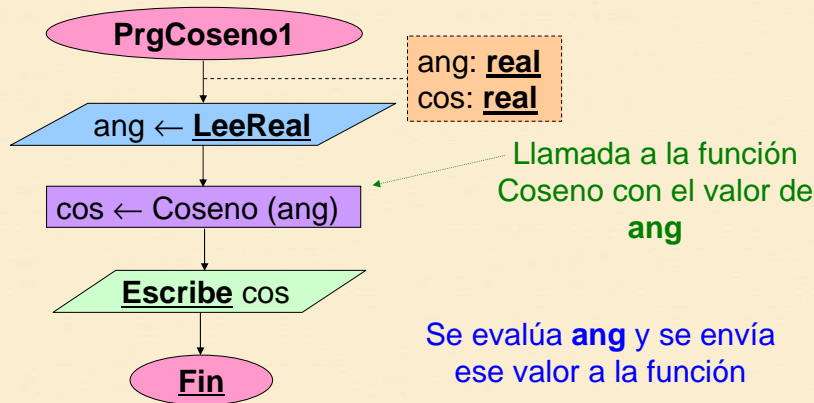 PrgCoseno1
ang: real
cos: real
ang ← LeeReal
Llamada a la función
Coseno con el valor de
ang
cos ← Coseno (ang)
Escribe cos
Se evalúa ang y se envía
ese valor a la función
Fin